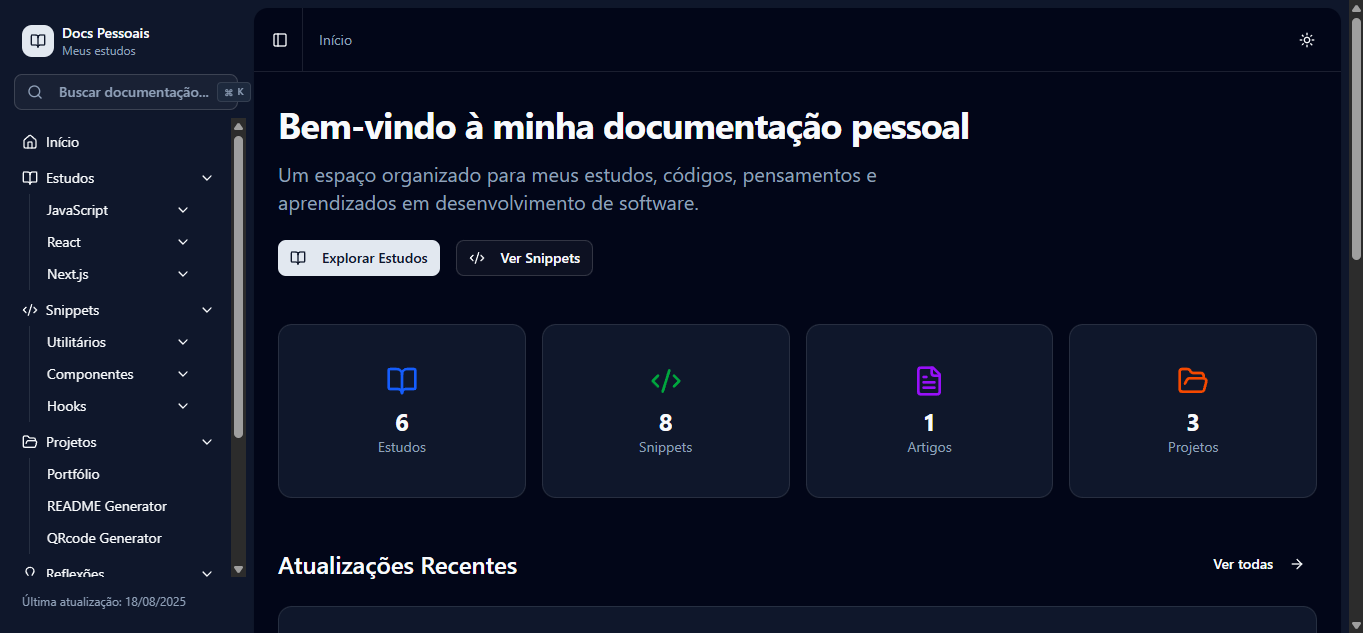 Docs Pessoais
Meus estudos
Buscar documentação... ⌘ K
Início
Estudos
JavaScript
React
Next.js
Snippets
Utilitários
Componentes
Hooks
Projetos
Portfólio
README Generator
QRcode Generator
Reflexões
Última atualização: 18/08/2025
Início
Bem-vindo à minha documentação pessoal
Um espaço organizado para meus estudos, códigos, pensamentos e
aprendizados em desenvolvimento de software.
Explorar Estudos
Ver Snippets
6
Estudos
8
Snippets
1
Artigos
3
Projetos
Atualizações Recentes
Ver todas